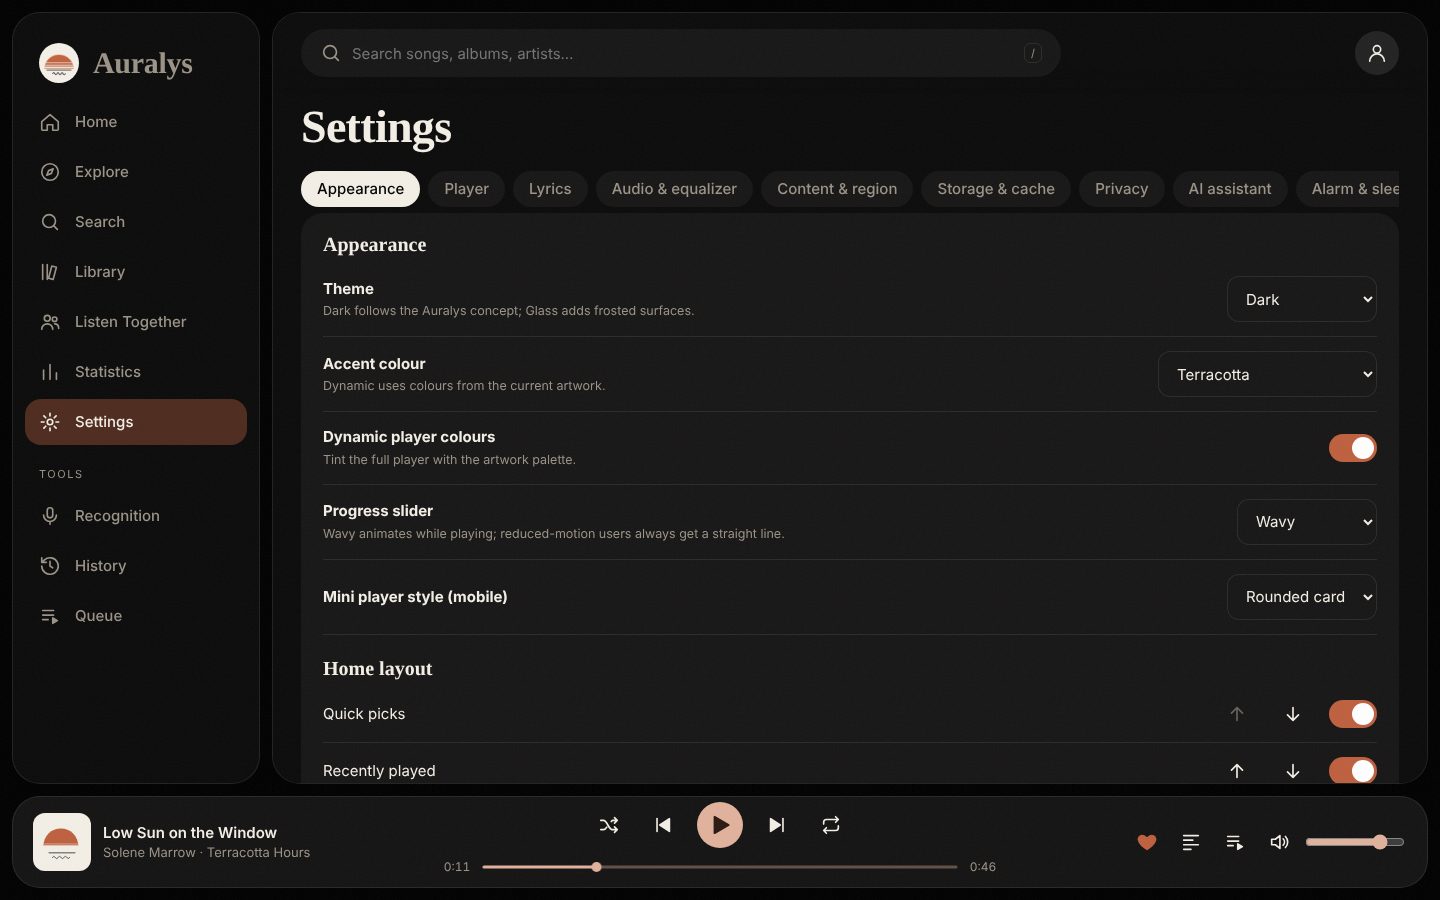 Auralys
Home
Explore
Search
Library
Listen Together
Statistics
Settings
TOOLS
Recognition
History
Queue
Search songs, albums, artists...
/
Settings
Appearance
Player
Lyrics
Audio & equalizer
Content & region
Storage & cache
Privacy
AI assistant
Alarm & slee
Appearance
Theme
Dark follows the Auralys concept; Glass adds frosted surfaces.
Dark
Accent colour
Dynamic uses colours from the current artwork.
Terracotta
Dynamic player colours
Tint the full player with the artwork palette.
Progress slider
Wavy animates while playing; reduced-motion users always get a straight line.
Wavy
Mini player style (mobile)
Rounded card
Home layout
Quick picks
Recently played
Low Sun on the Window
Solene Marrow · Terracotta Hours
0:11
0:46